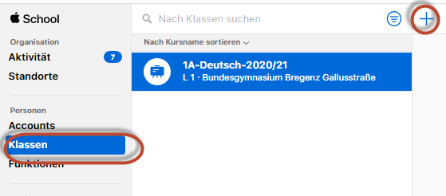 School
Nach Klassen suchen
Organisation
Nach Kursname sortieren
Aktivität
7
1A-Deutsch-2020/21
Standorte
L 1 · Bundesgymnasium Bregenz Gallusstraße
Personen
Accounts
Klassen
Funktionen